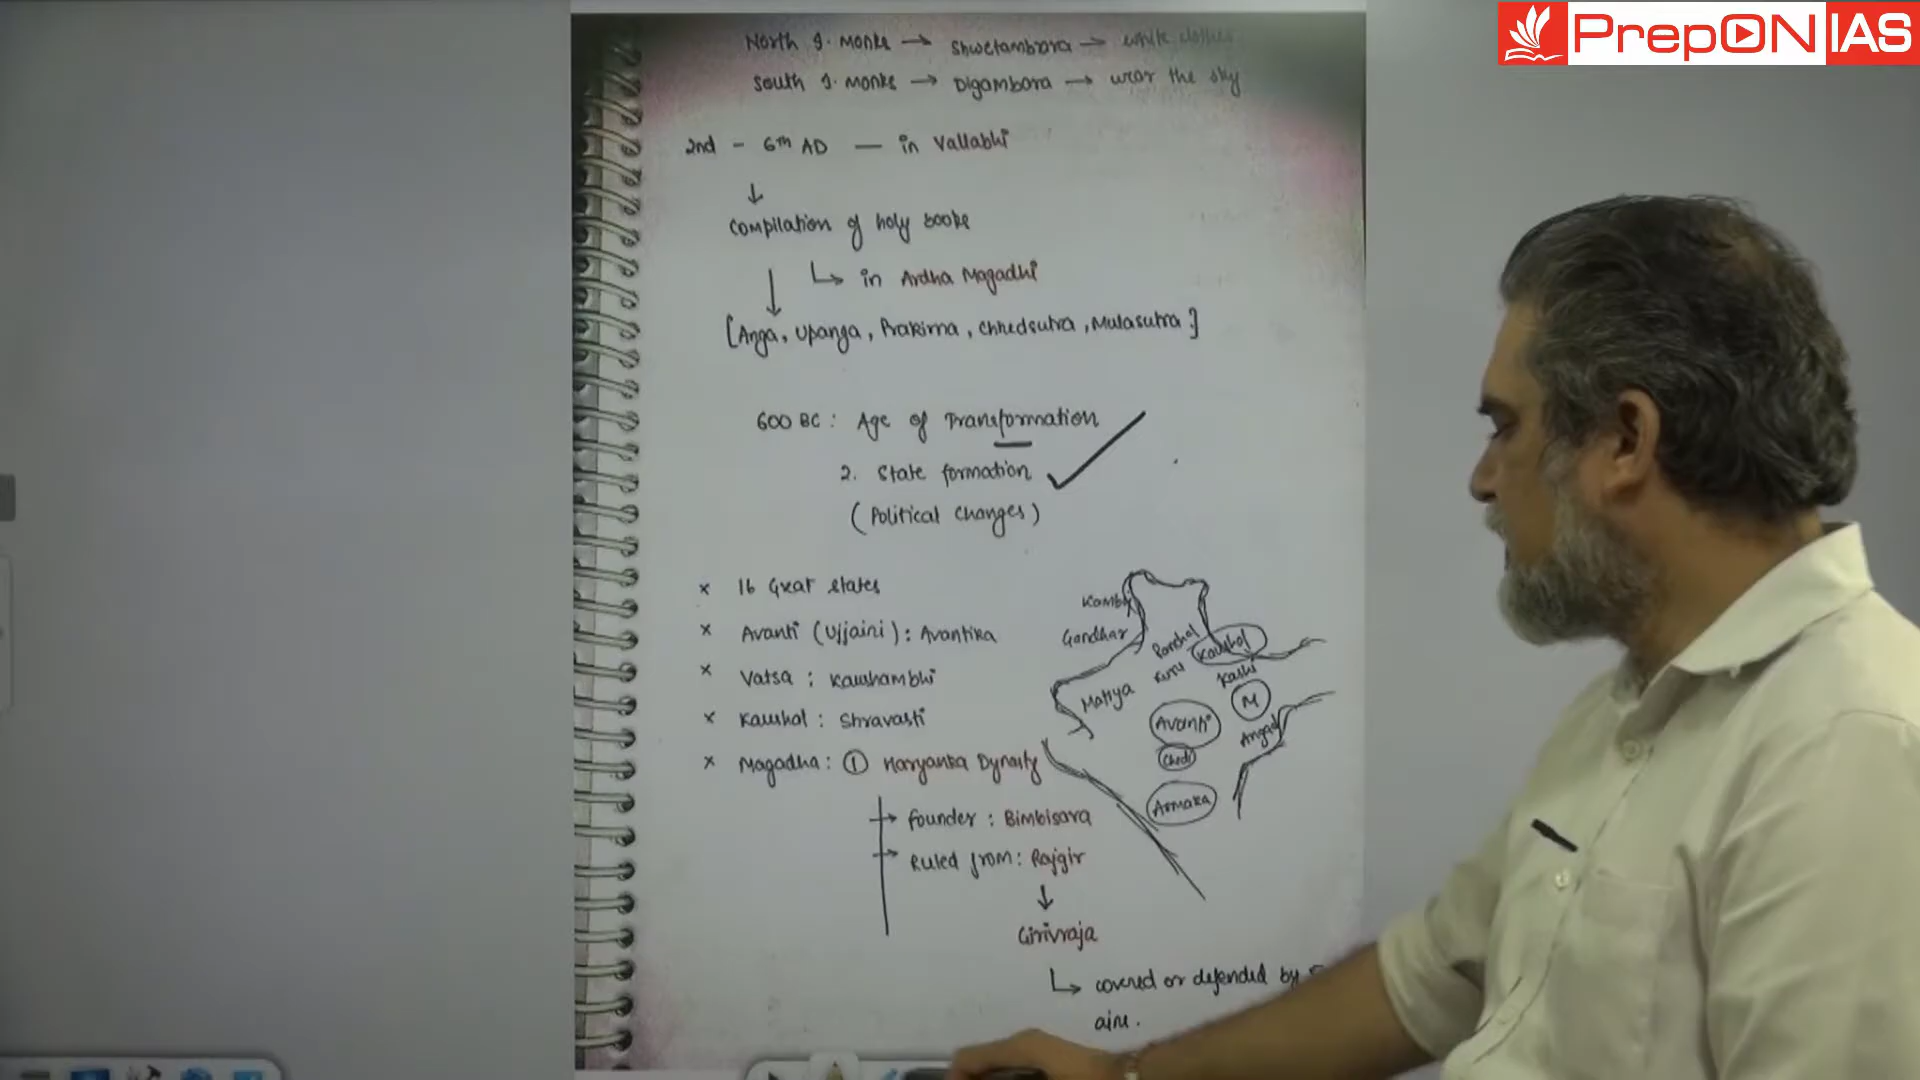 PrepON IAS
North I. Monks → Shwetambara → white clothes
South I. Monks → Digambara → wear the sky
2nd - 6th AD — in Vallabhi
↓
Compilation of holy books
↳ in Ardha Magadhi
↓
[Anga, Upanga, Prakirna, Chhedsutra, Mulasutra]
600 BC : Age of Transformation
2. State formation
(Political Changes)
x 16 Great States
x Avanti (Ujjaini) : Avantika
x Vatsa : Kaushambhi
x Kaushal : Shravasti
x Magadha : ① Haryanka Dynasty
→ Founder : Bimbisara
→ Ruled from : Rajgir
↓
Girivraja
↳ covered or defended by
Gandhar
Panchal
Kuru
Kaushal
Kashi
Matsya
M
Avanti
Anga
Chedi
Asmaka